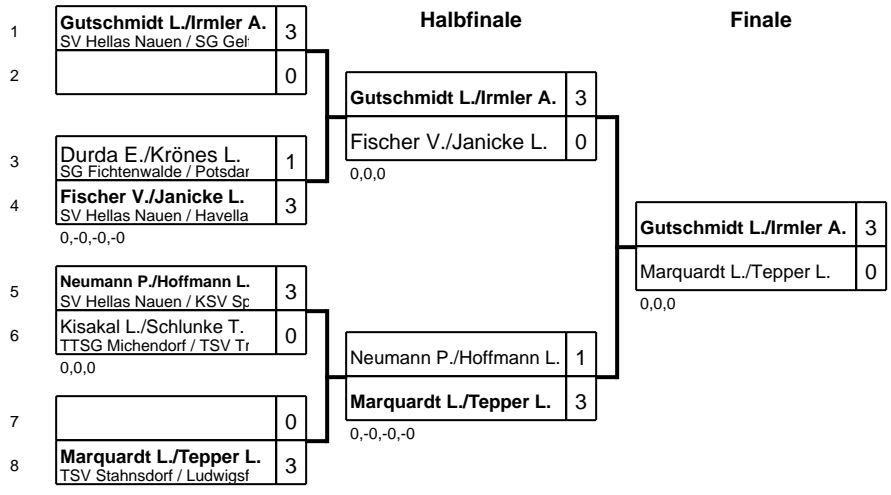 Halbfinale
Finale
1
Gutschmidt L./Irmler A. 3
SV Hellas Nauen / SG Gelt
2
0
Gutschmidt L./Irmler A. 3
Fischer V./Janicke L. 0
0,0,0
3
Durda E./Krönes L. 1
SG Fichtenwalde / Potsdar
4
Fischer V./Janicke L. 3
SV Hellas Nauen / Havella
0,-0,-0,-0
Gutschmidt L./Irmler A. 3
Marquardt L./Tepper L. 0
0,0,0
5
Neumann P./Hoffmann L. 3
SV Hellas Nauen / KSV Sp
6
Kisakal L./Schlunke T. 0
TTSG Michendorf / TSV Tr
0,0,0
Neumann P./Hoffmann L. 1
Marquardt L./Tepper L. 3
0,-0,-0,-0
7
0
8
Marquardt L./Tepper L. 3
TSV Stahnsdorf / Ludwigsf